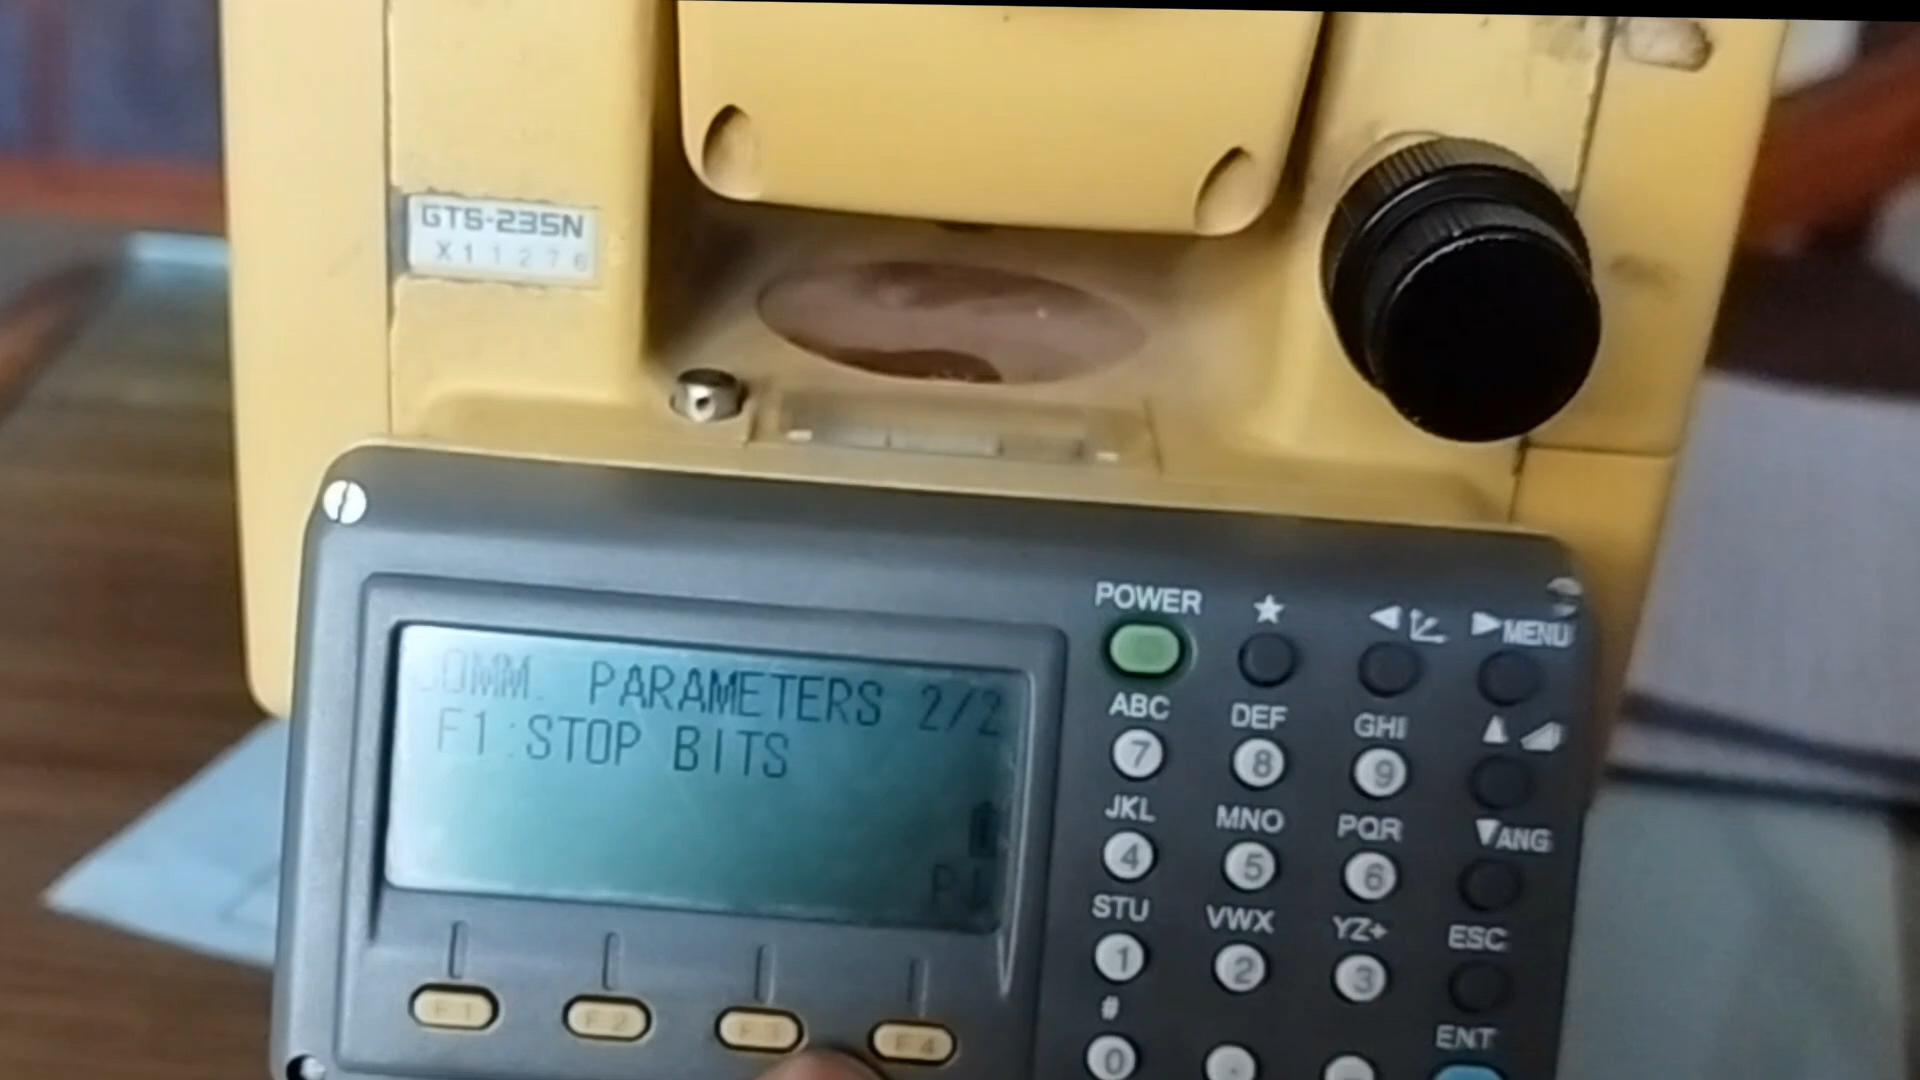 GTS-235N
X11276
COMM. PARAMETERS 2/2
F1:STOP BITS
P↓
POWER ★
◀ ▶MENU
ABC DEF GHI ▲
7 8 9
JKL MNO PQR ▼ANG
4 5 6
STU VWX YZ+ ESC
1 2 3
# ENT
0 .
F1 F2 F3 F4